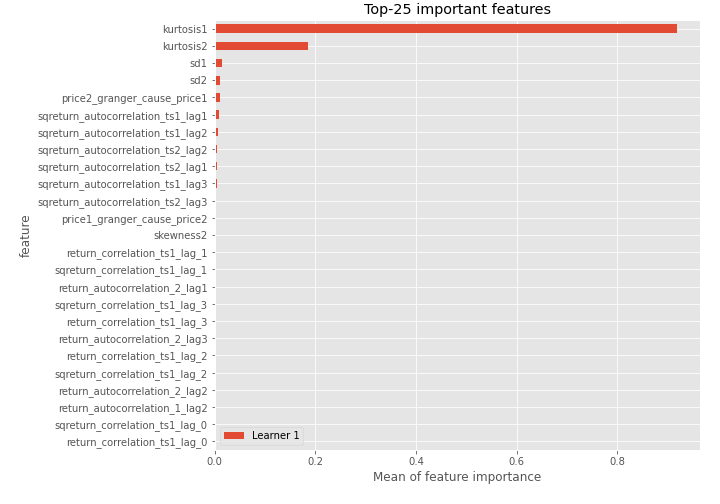 Top-25 important features
kurtosis1
kurtosis2
sd1
sd2
price2_granger_cause_price1
sqreturn_autocorrelation_ts1_lag1
sqreturn_autocorrelation_ts1_lag2
sqreturn_autocorrelation_ts2_lag2
sqreturn_autocorrelation_ts2_lag1
sqreturn_autocorrelation_ts1_lag3
sqreturn_autocorrelation_ts2_lag3
price1_granger_cause_price2
skewness2
return_correlation_ts1_lag_1
sqreturn_correlation_ts1_lag_1
return_autocorrelation_2_lag1
sqreturn_correlation_ts1_lag_3
return_correlation_ts1_lag_3
return_autocorrelation_2_lag3
return_correlation_ts1_lag_2
sqreturn_correlation_ts1_lag_2
return_autocorrelation_2_lag2
return_autocorrelation_1_lag2
sqreturn_correlation_ts1_lag_0
return_correlation_ts1_lag_0
feature
Learner 1
0.0 0.2 0.4 0.6 0.8
Mean of feature importance